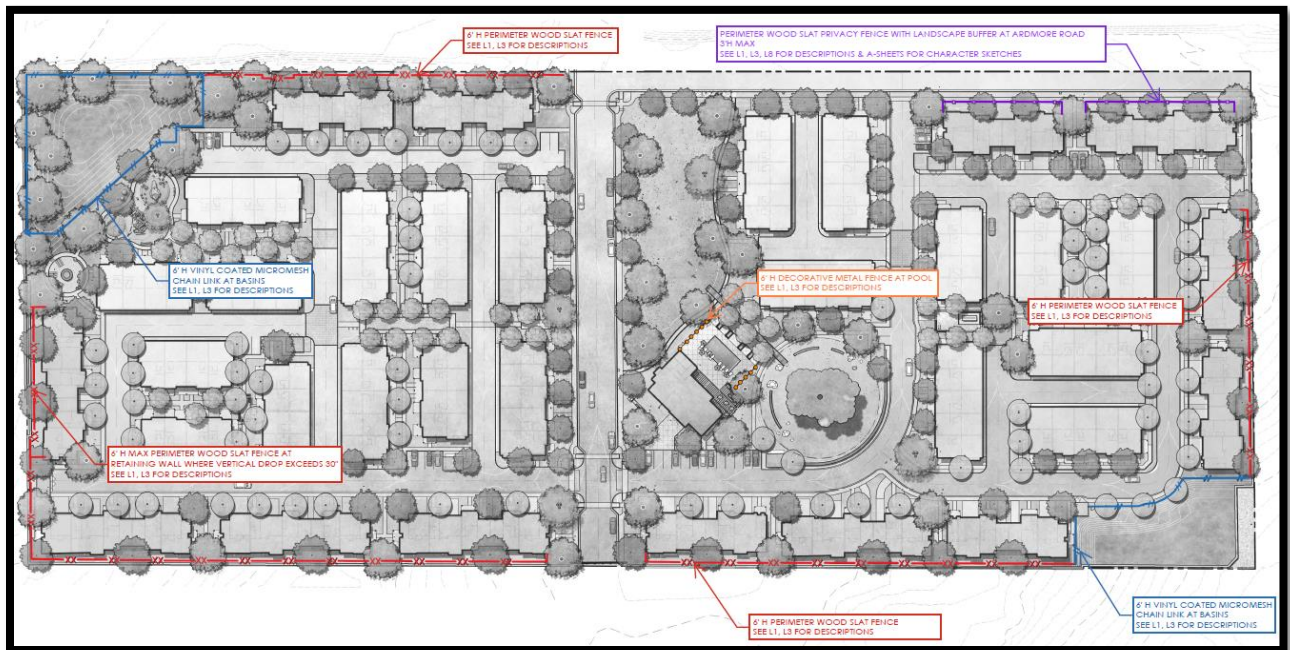 6' H PERIMETER WOOD SLAT FENCE
SEE L1, L3 FOR DESCRIPTIONS
PERIMETER WOOD SLAT PRIVACY FENCE WITH LANDSCAPE BUFFER AT ARDMORE ROAD
3'H MAX
SEE L1, L3, L8 FOR DESCRIPTIONS & A-SHEETS FOR CHARACTER SKETCHES
6' H VINYL COATED MICROMESH
CHAIN LINK AT BASINS
SEE L1, L3 FOR DESCRIPTIONS
6' H DECORATIVE METAL FENCE AT POOL
SEE L1, L3 FOR DESCRIPTIONS
6' H PERIMETER WOOD SLAT FENCE
SEE L1, L3 FOR DESCRIPTIONS
6' H MAX PERIMETER WOOD SLAT FENCE AT
RETAINING WALL WHERE VERTICAL DROP EXCEEDS 30"
SEE L1, L3 FOR DESCRIPTIONS
6' H PERIMETER WOOD SLAT FENCE
SEE L1, L3 FOR DESCRIPTIONS
6' H VINYL COATED MICROMESH
CHAIN LINK AT BASINS
SEE L1, L3 FOR DESCRIPTIONS